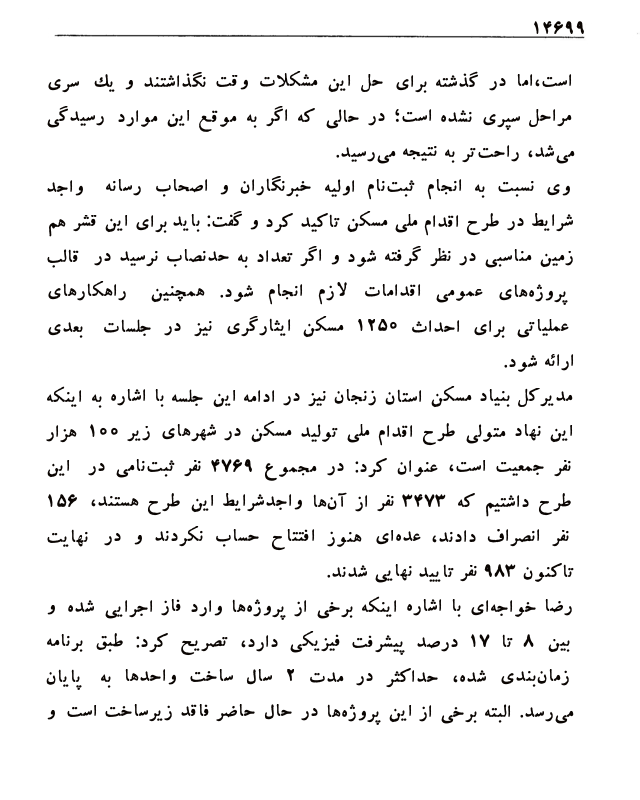 ۱۴۶۹۹
است،اما در گذشته برای حل این مشکلات وقت نگذاشتند و یك سری
مراحل سپری نشده است؛ در حالی که اگر به موقع این موارد رسیدگی
می‌شد، راحت‌تر به نتیجه می‌رسید.
وی نسبت به انجام ثبت‌نام اولیه خبرنگاران و اصحاب رسانه واجد
شرایط در طرح اقدام ملی مسکن تاکید کرد و گفت: باید برای این قشر هم
زمین مناسبی در نظر گرفته شود و اگر تعداد به حدنصاب نرسید در قالب
پروژه‌های عمومی اقدامات لازم انجام شود. همچنین راهکارهای
عملیاتی برای احداث ۱۲۵۰ مسکن ایثارگری نیز در جلسات بعدی
ارائه شود.
مدیرکل بنیاد مسکن استان زنجان نیز در ادامه این جلسه با اشاره به اینکه
این نهاد متولی طرح اقدام ملی تولید مسکن در شهرهای زیر ۱۰۰ هزار
نفر جمعیت است، عنوان کرد: در مجموع ۴۷۶۹ نفر ثبت‌نامی در این
طرح داشتیم که ۳۴۷۳ نفر از آن‌ها واجدشرایط این طرح هستند، ۱۵۶
نفر انصراف دادند، عده‌ای هنوز افتتاح حساب نکردند و در نهایت
تاکنون ۹۸۳ نفر تایید نهایی شدند.
رضا خواجه‌ای با اشاره اینکه برخی از پروژه‌ها وارد فاز اجرایی شده و
بین ۸ تا ۱۷ درصد پیشرفت فیزیکی دارد، تصریح کرد: طبق برنامه
زمان‌بندی شده، حداکثر در مدت ۲ سال ساخت واحدها به پایان
می‌رسد. البته برخی از این پروژه‌ها در حال حاضر فاقد زیرساخت است و